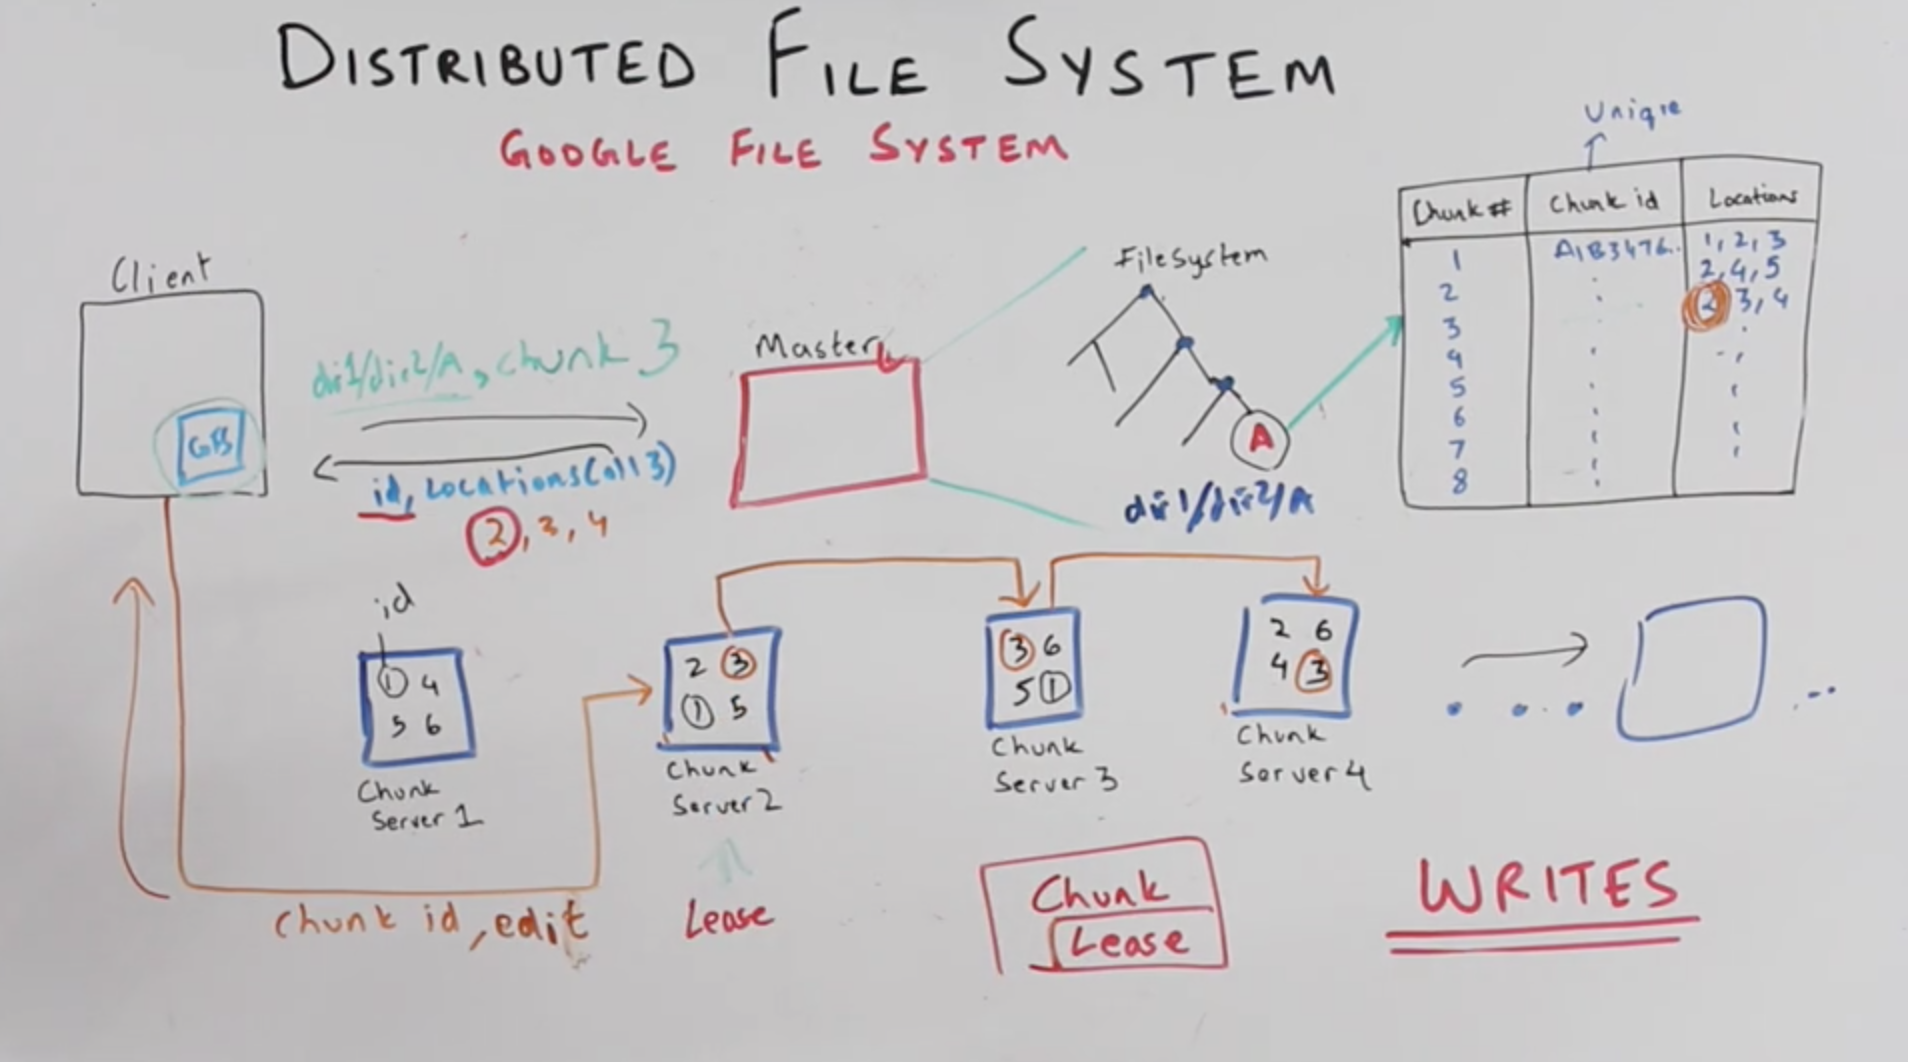 DISTRIBUTED FILE SYSTEM
GOOGLE FILE SYSTEM
Unique
Chunk # Chunk id Locations
1 A1B3476.. 1, 2, 3
2 2, 4, 5
3 2, 3, 4
4
5
6
7
8
Client
dir1/dir2/A, chunk 3
id, Locations(all 3)
2, 3, 4
Master
Filesystem
A
dir1/dir2/A
id
1 4
5 6
Chunk
Server 1
2 3
1 5
Chunk
Server 2
3 6
5 1
Chunk
Server 3
2 6
4 3
Chunk
Server 4
chunk id, edit
Lease
Chunk
Lease
WRITES